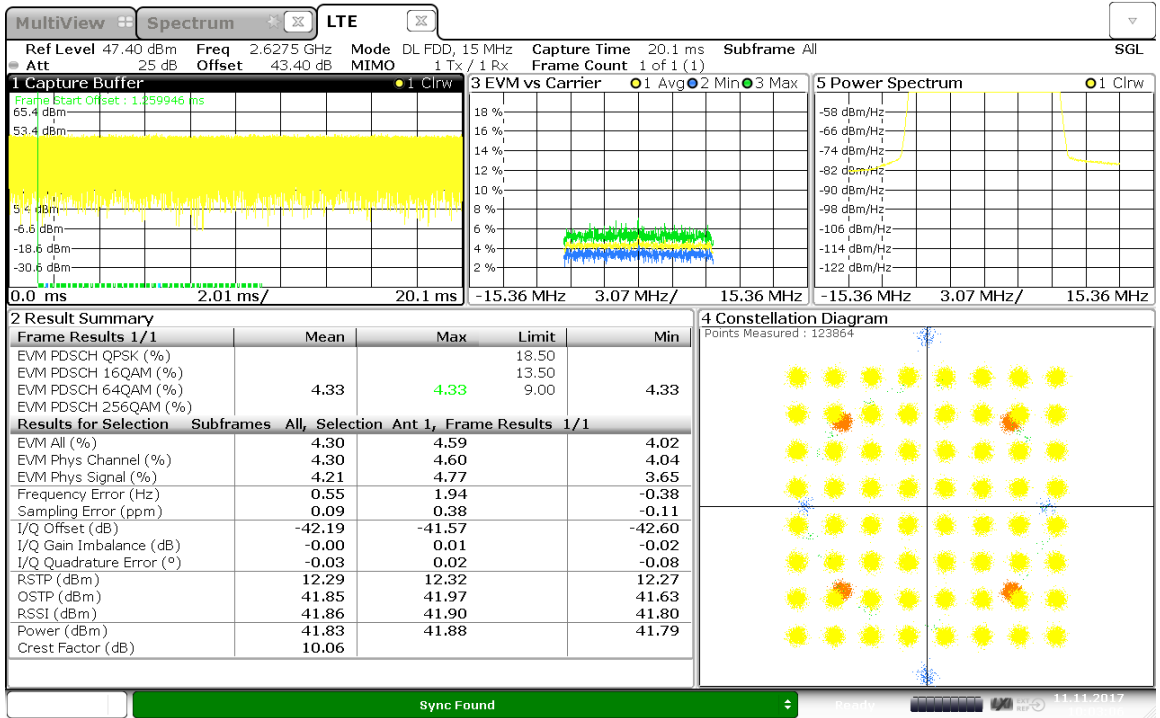 MultiView Spectrum LTE
Ref Level 47.40 dBm Freq 2.6275 GHz Mode DL FDD, 15 MHz Capture Time 20.1 ms Subframe All SGL
Att 25 dB Offset 43.40 dB MIMO 1 Tx / 1 Rx Frame Count 1 of 1 (1)
1 Capture Buffer 1 Clrw
Frame Start Offset : 1.259946 ms
65.4 dBm
53.4 dBm
5.4 dBm
-6.6 dBm
-18.6 dBm
-30.6 dBm
0.0 ms 2.01 ms/ 20.1 ms
3 EVM vs Carrier 1 Avg 2 Min 3 Max
18 %
16 %
14 %
12 %
10 %
8 %
6 %
4 %
2 %
-15.36 MHz 3.07 MHz/ 15.36 MHz
5 Power Spectrum 1 Clrw
-58 dBm/Hz
-66 dBm/Hz
-74 dBm/Hz
-82 dBm/Hz
-90 dBm/Hz
-98 dBm/Hz
-106 dBm/Hz
-114 dBm/Hz
-122 dBm/Hz
-15.36 MHz 3.07 MHz/ 15.36 MHz
2 Result Summary
Frame Results 1/1 Mean Max Limit Min
EVM PDSCH QPSK (%) 18.50
EVM PDSCH 16QAM (%) 13.50
EVM PDSCH 64QAM (%) 4.33 4.33 9.00 4.33
EVM PDSCH 256QAM (%)
Results for Selection Subframes All, Selection Ant 1, Frame Results 1/1
EVM All (%) 4.30 4.59 4.02
EVM Phys Channel (%) 4.30 4.60 4.04
EVM Phys Signal (%) 4.21 4.77 3.65
Frequency Error (Hz) 0.55 1.94 -0.38
Sampling Error (ppm) 0.09 0.38 -0.11
I/Q Offset (dB) -42.19 -41.57 -42.60
I/Q Gain Imbalance (dB) -0.00 0.01 -0.02
I/Q Quadrature Error (°) -0.03 0.02 -0.08
RSTP (dBm) 12.29 12.32 12.27
OSTP (dBm) 41.85 41.97 41.63
RSSI (dBm) 41.86 41.90 41.80
Power (dBm) 41.83 41.88 41.79
Crest Factor (dB) 10.06
4 Constellation Diagram
Points Measured : 123864
Sync Found
Ready
LXI
EXT
REF
11.11.2017